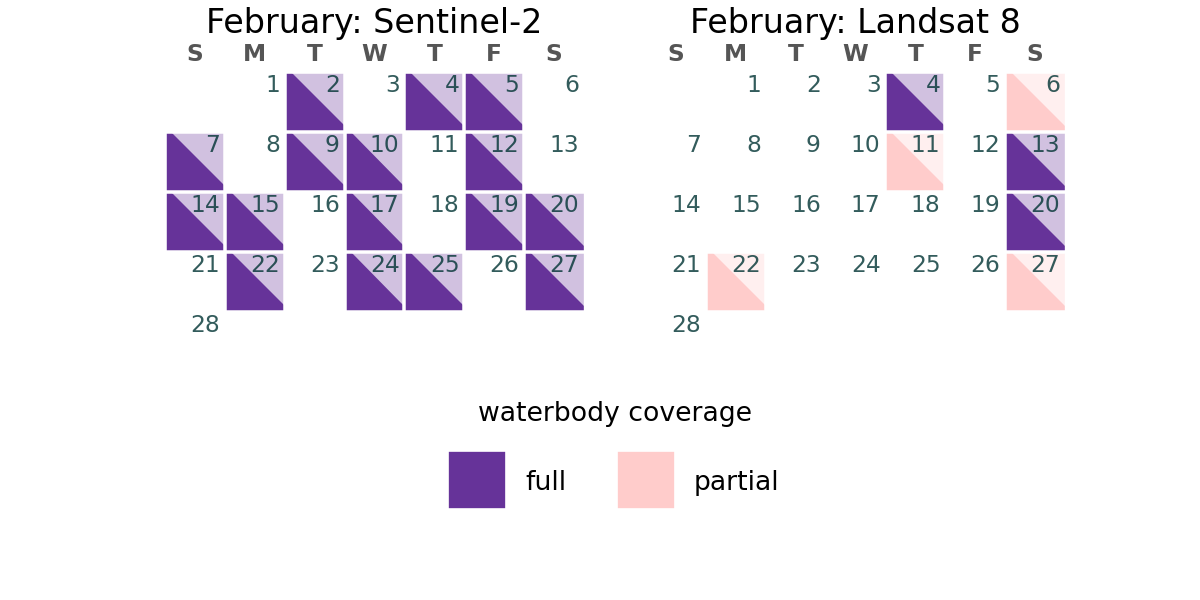 February: Sentinel-2
S M T W T F S
1 2 3 4 5 6
7 8 9 10 11 12 13
14 15 16 17 18 19 20
21 22 23 24 25 26 27
28
February: Landsat 8
S M T W T F S
1 2 3 4 5 6
7 8 9 10 11 12 13
14 15 16 17 18 19 20
21 22 23 24 25 26 27
28
waterbody coverage
full partial